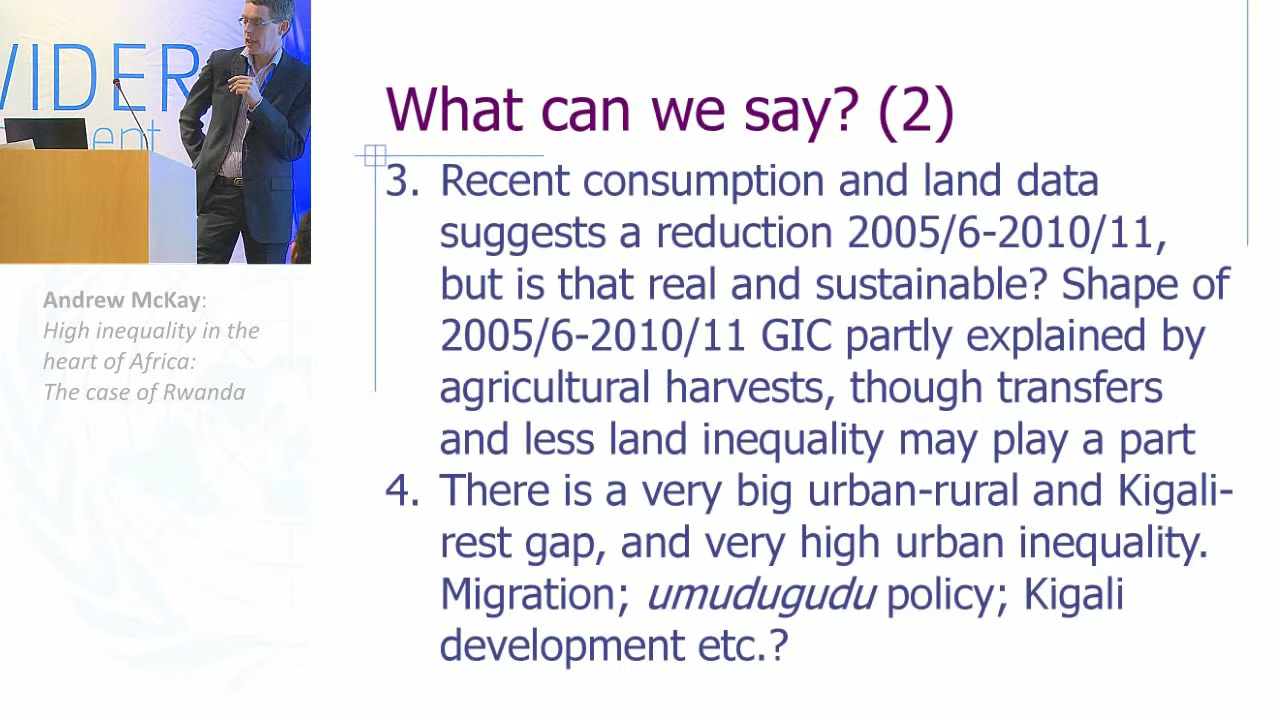 WIDER
ent
Andrew McKay:
High inequality in the
heart of Africa:
The case of Rwanda
What can we say? (2)
3. Recent consumption and land data
suggests a reduction 2005/6-2010/11,
but is that real and sustainable? Shape of
2005/6-2010/11 GIC partly explained by
agricultural harvests, though transfers
and less land inequality may play a part
4. There is a very big urban-rural and Kigali-
rest gap, and very high urban inequality.
Migration; umudugudu policy; Kigali
development etc.?